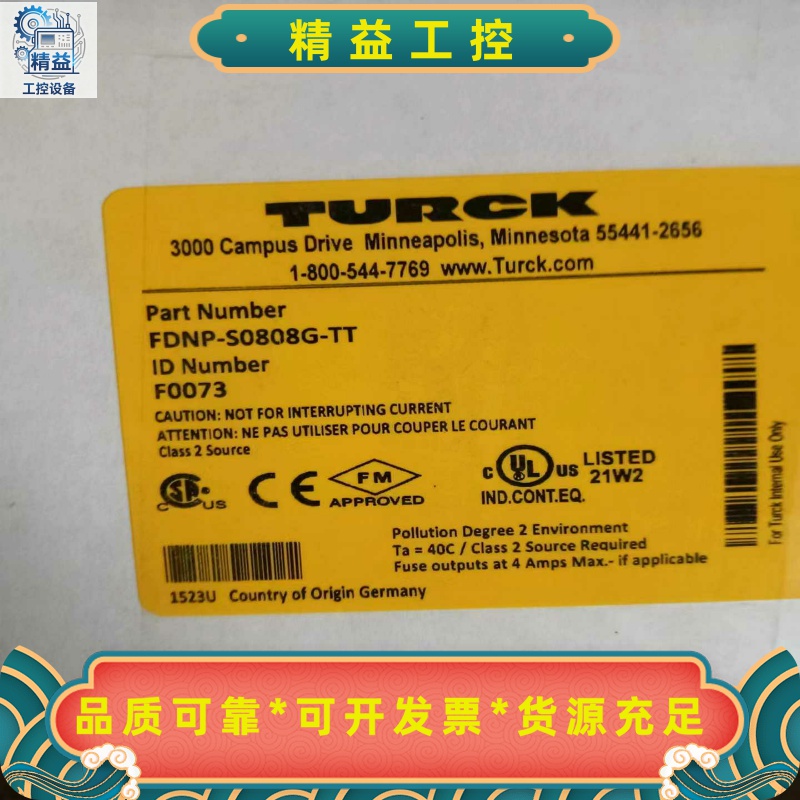 精益
工控设备
精益工控
TURCK
3000 Campus Drive Minneapolis, Minnesota 55441-2656
1-800-544-7769 www.Turck.com
Part Number
FDNP-S0808G-TT
ID Number
F0073
CAUTION: NOT FOR INTERRUPTING CURRENT
ATTENTION: NE PAS UTILISER POUR COUPER LE COURANT
Class 2 Source
C SA US
CE
FM
APPROVED
C UL US LISTED
21W2
IND.CONT.EQ.
Pollution Degree 2 Environment
Ta = 40C / Class 2 Source Required
Fuse outputs at 4 Amps Max.- if applicable
1523U Country of Origin Germany
For Turck Internal Use Only
品质可靠*可开发票*货源充足